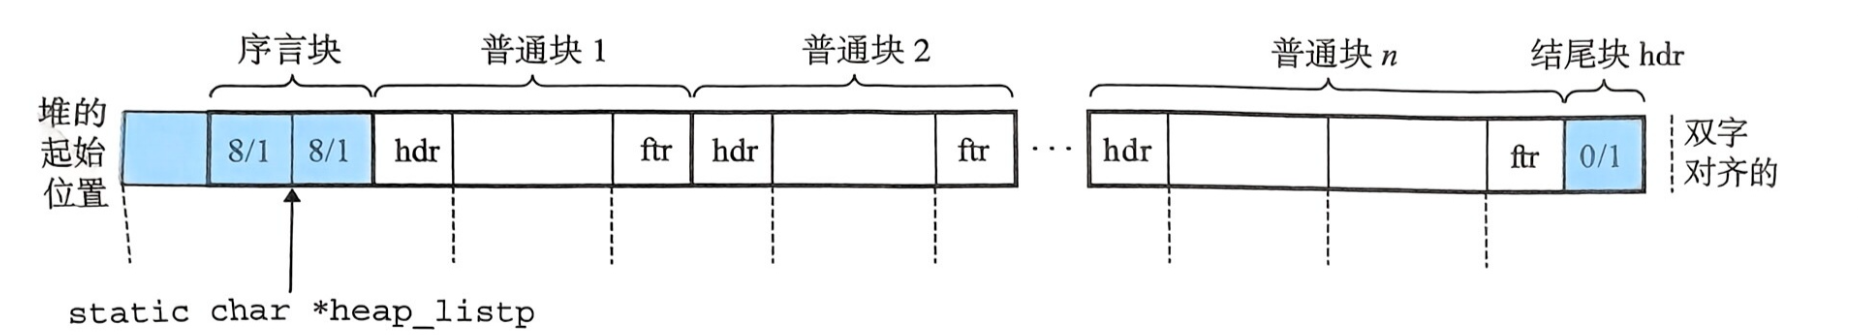 序言块 普通块 1 普通块 2 普通块 n 结尾块 hdr
堆的
起始
位置
8/1 8/1 hdr ftr hdr ftr ··· hdr ftr 0/1
双字
对齐的
static char *heap_listp